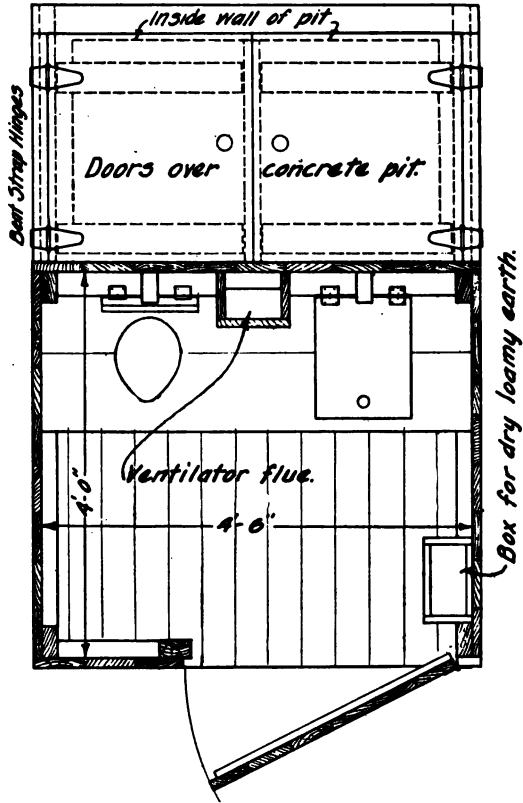 Inside wall of pit
Bent Strap Hinges
Doors over concrete pit.
Ventilator flue.
4'-0"
4'-6"
Box for dry loamy earth.